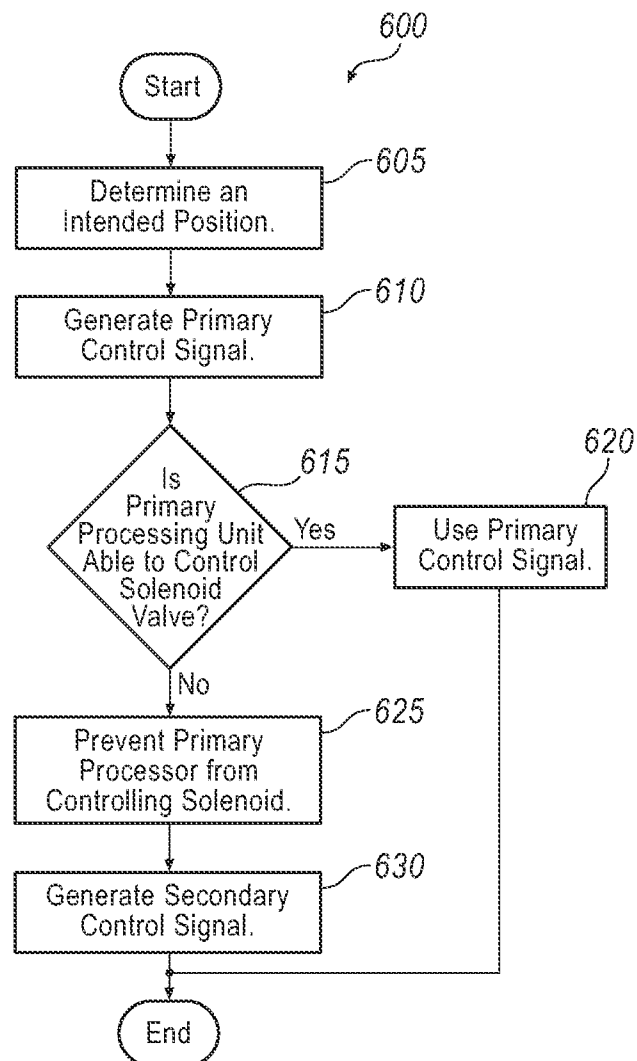 600
Start
605
Determine an
Intended Position.
610
Generate Primary
Control Signal.
615
Is
Primary
Processing Unit
Able to Control
Solenoid
Valve?
Yes
620
Use Primary
Control Signal.
No
625
Prevent Primary
Processor from
Controlling Solenoid.
630
Generate Secondary
Control Signal.
End